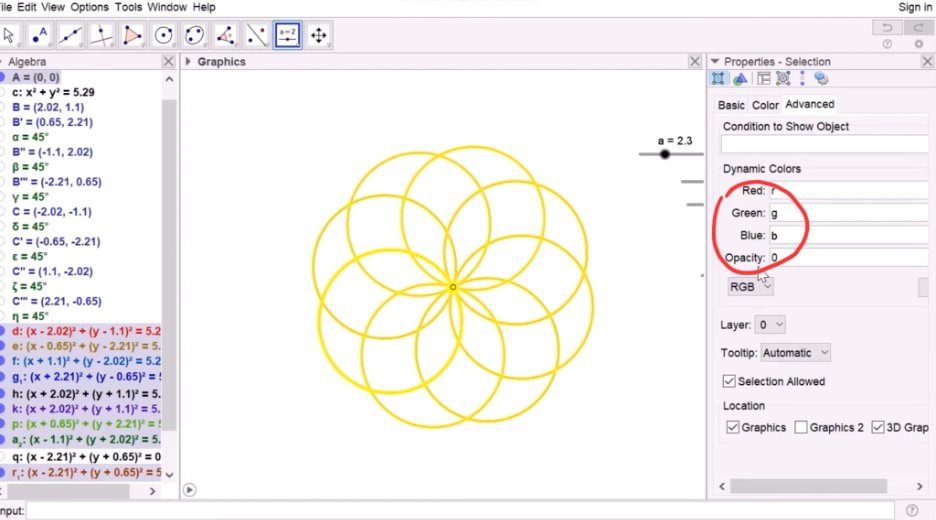 ile Edit View Options Tools Window Help
Sign in
a=2
Algebra
Graphics
Properties - Selection
A = (0, 0)
c: x² + y² = 5.29
B = (2.02, 1.1)
B' = (0.65, 2.21)
α = 45°
B'' = (-1.1, 2.02)
β = 45°
B''' = (-2.21, 0.65)
γ = 45°
C = (-2.02, -1.1)
δ = 45°
C' = (-0.65, -2.21)
ε = 45°
C'' = (1.1, -2.02)
ζ = 45°
C''' = (2.21, -0.65)
η = 45°
d: (x - 2.02)² + (y - 1.1)² = 5.2
e: (x - 0.65)² + (y - 2.21)² = 5.
f: (x + 1.1)² + (y - 2.02)² = 5.2
g₁: (x + 2.21)² + (y - 0.65)² = 5
h: (x + 2.02)² + (y + 1.1)² = 5.
k: (x + 2.02)² + (y + 1.1)² = 5.
p: (x + 0.65)² + (y + 2.21)² = 5
a₂: (x - 1.1)² + (y + 2.02)² = 5.
q: (x - 2.21)² + (y + 0.65)² = 0
r₁: (x - 2.21)² + (y + 0.65)² = 5
a = 2.3
Basic Color Advanced
Condition to Show Object
Dynamic Colors
Red: r
Green: g
Blue: b
Opacity: 0
RGB
Layer: 0
Tooltip: Automatic
Selection Allowed
Location
Graphics Graphics 2 3D Grap
nput: